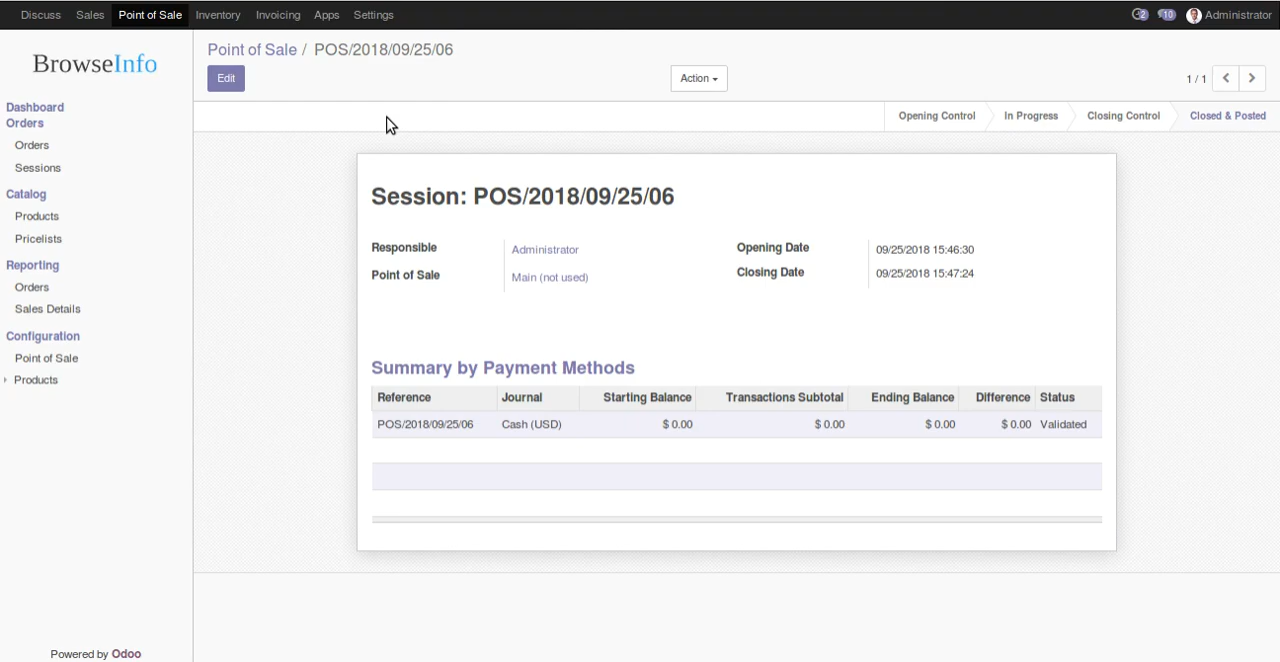 Discuss Sales Point of Sale Inventory Invoicing Apps Settings 2 10 Administrator
BrowseInfo
Point of Sale / POS/2018/09/25/06
Edit Action 1 / 1
Opening Control In Progress Closing Control Closed & Posted
Dashboard
Orders
Orders
Sessions
Catalog
Products
Pricelists
Reporting
Orders
Sales Details
Configuration
Point of Sale
Products
Powered by Odoo
Session: POS/2018/09/25/06
Responsible Administrator Opening Date 09/25/2018 15:46:30
Point of Sale Main (not used) Closing Date 09/25/2018 15:47:24
Summary by Payment Methods
Reference Journal Starting Balance Transactions Subtotal Ending Balance Difference Status
POS/2018/09/25/06 Cash (USD) $ 0.00 $ 0.00 $ 0.00 $ 0.00 Validated